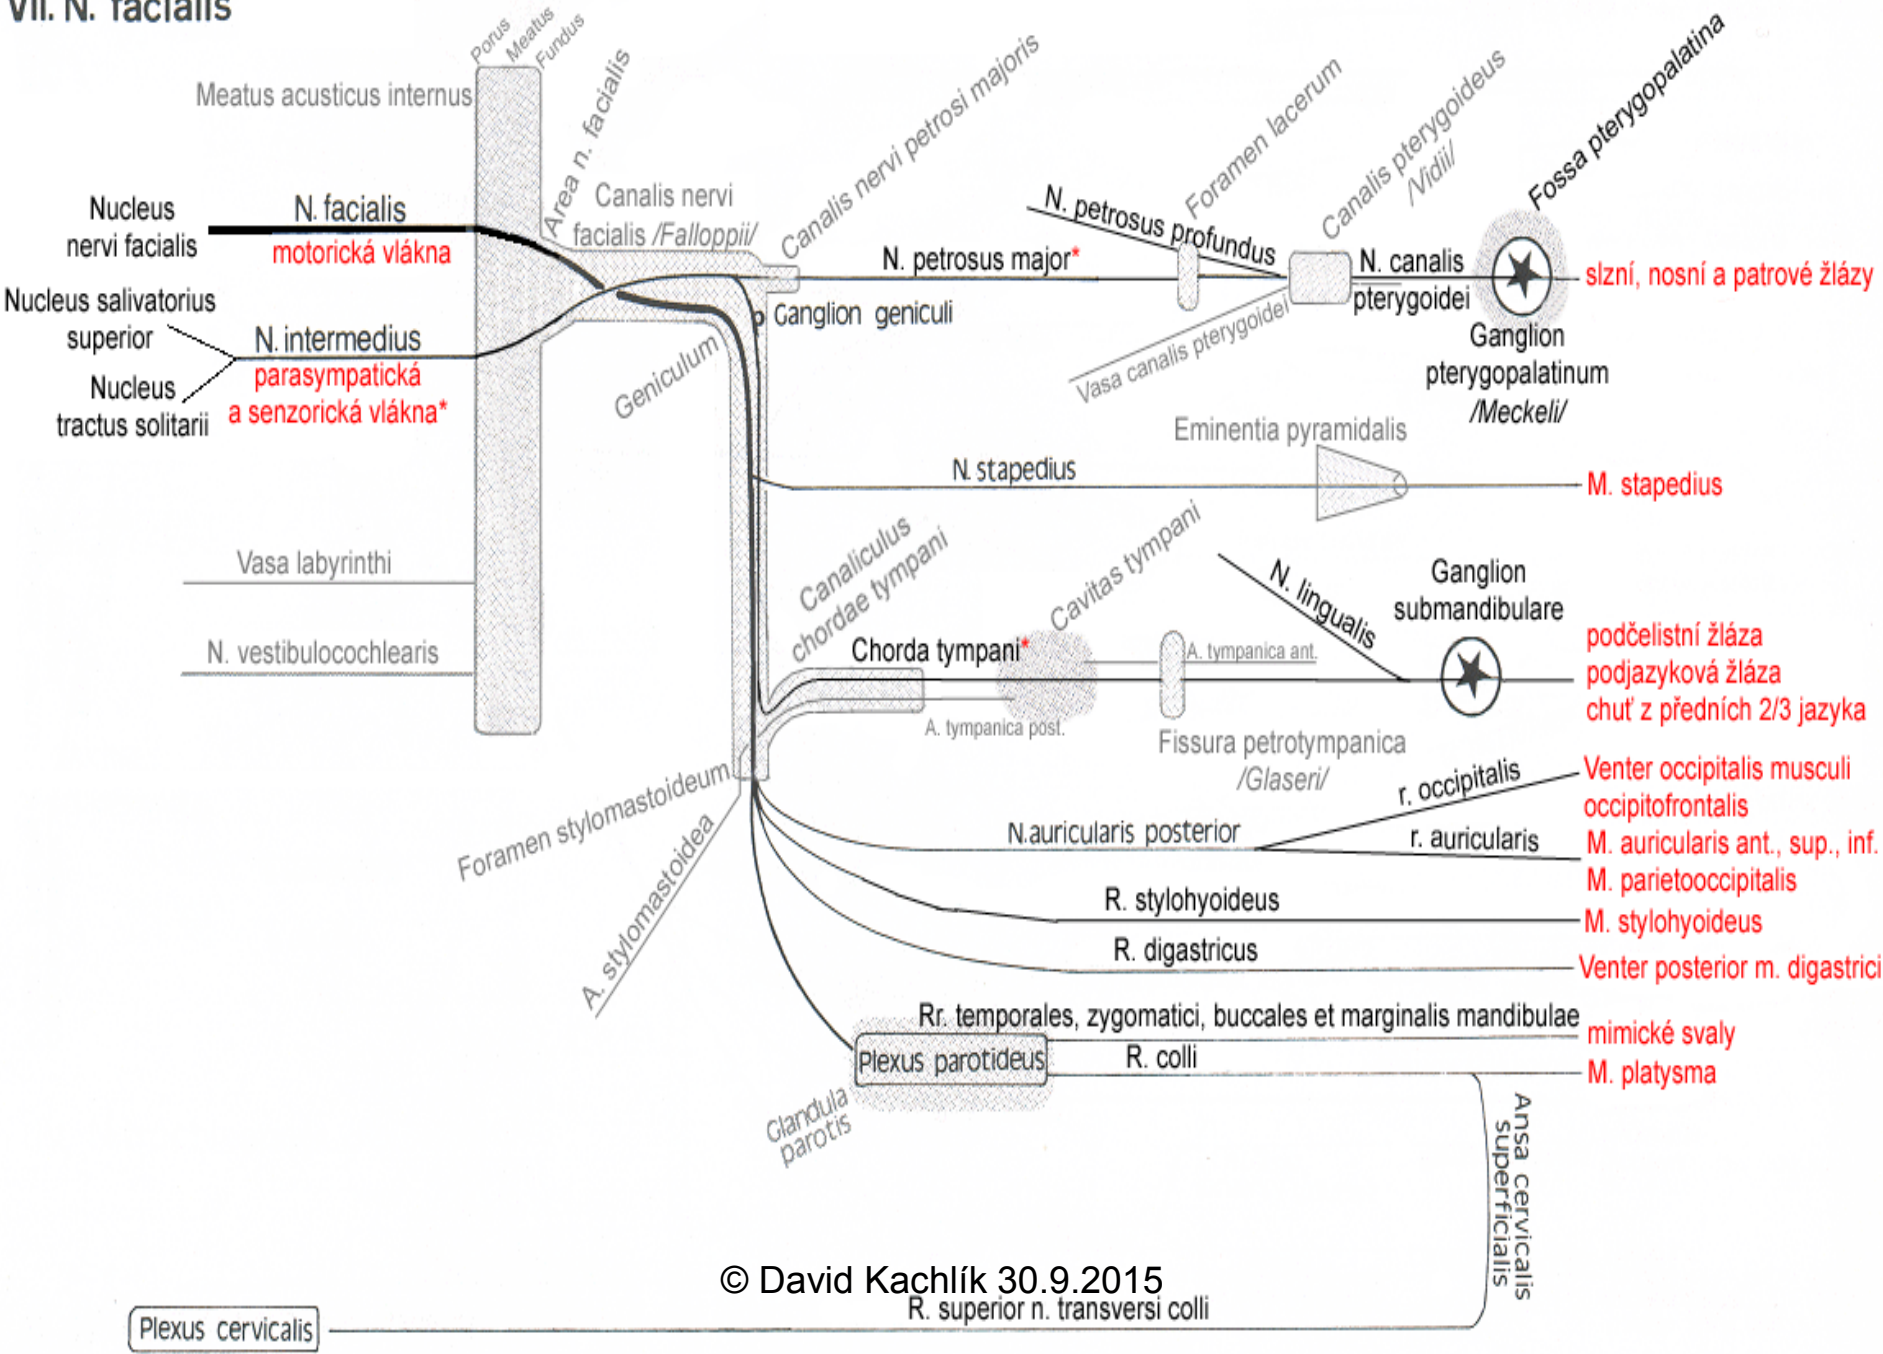 VII. N. facialis
Porus
Meatus
Fundus
Meatus acusticus internus
Area n. facialis
Canalis nervi
facialis /Falloppii/
Canalis nervi petrosi majoris
Foramen lacerum
Canalis pterygoideus
/Vidii/
Fossa pterygopalatina
Nucleus
nervi facialis
N. facialis
motorická vlákna
N. petrosus major*
N. petrosus profundus
N. canalis
pterygoidei
slzní, nosní a patrové žlázy
Nucleus salivatorius
superior
N. intermedius
parasympatická
a senzorická vlákna*
Nucleus
tractus solitarii
Ganglion geniculi
Geniculum
Vasa canalis pterygoidei
Ganglion
pterygopalatinum
/Meckeli/
Eminentia pyramidalis
N. stapedius
M. stapedius
Vasa labyrinthi
N. vestibulocochlearis
Canaliculus
chordae tympani
Cavitas tympani
Chorda tympani*
N. lingualis
Ganglion
submandibulare
A. tympanica ant.
A. tympanica post.
podčelistní žláza
podjazyková žláza
chuť z předních 2/3 jazyka
Fissura petrotympanica
/Glaseri/
Foramen stylomastoideum
A. stylomastoidea
N.auricularis posterior
r. occipitalis
Venter occipitalis musculi
occipitofrontalis
r. auricularis
M. auricularis ant., sup., inf.
M. parietooccipitalis
R. stylohyoideus
M. stylohyoideus
R. digastricus
Venter posterior m. digastrici
Rr. temporales, zygomatici, buccales et marginalis mandibulae
mimické svaly
Plexus parotideus
R. colli
M. platysma
Glandula
parotis
Ansa cervicalis
superficialis
© David Kachlík 30.9.2015
R. superior n. transversi colli
Plexus cervicalis